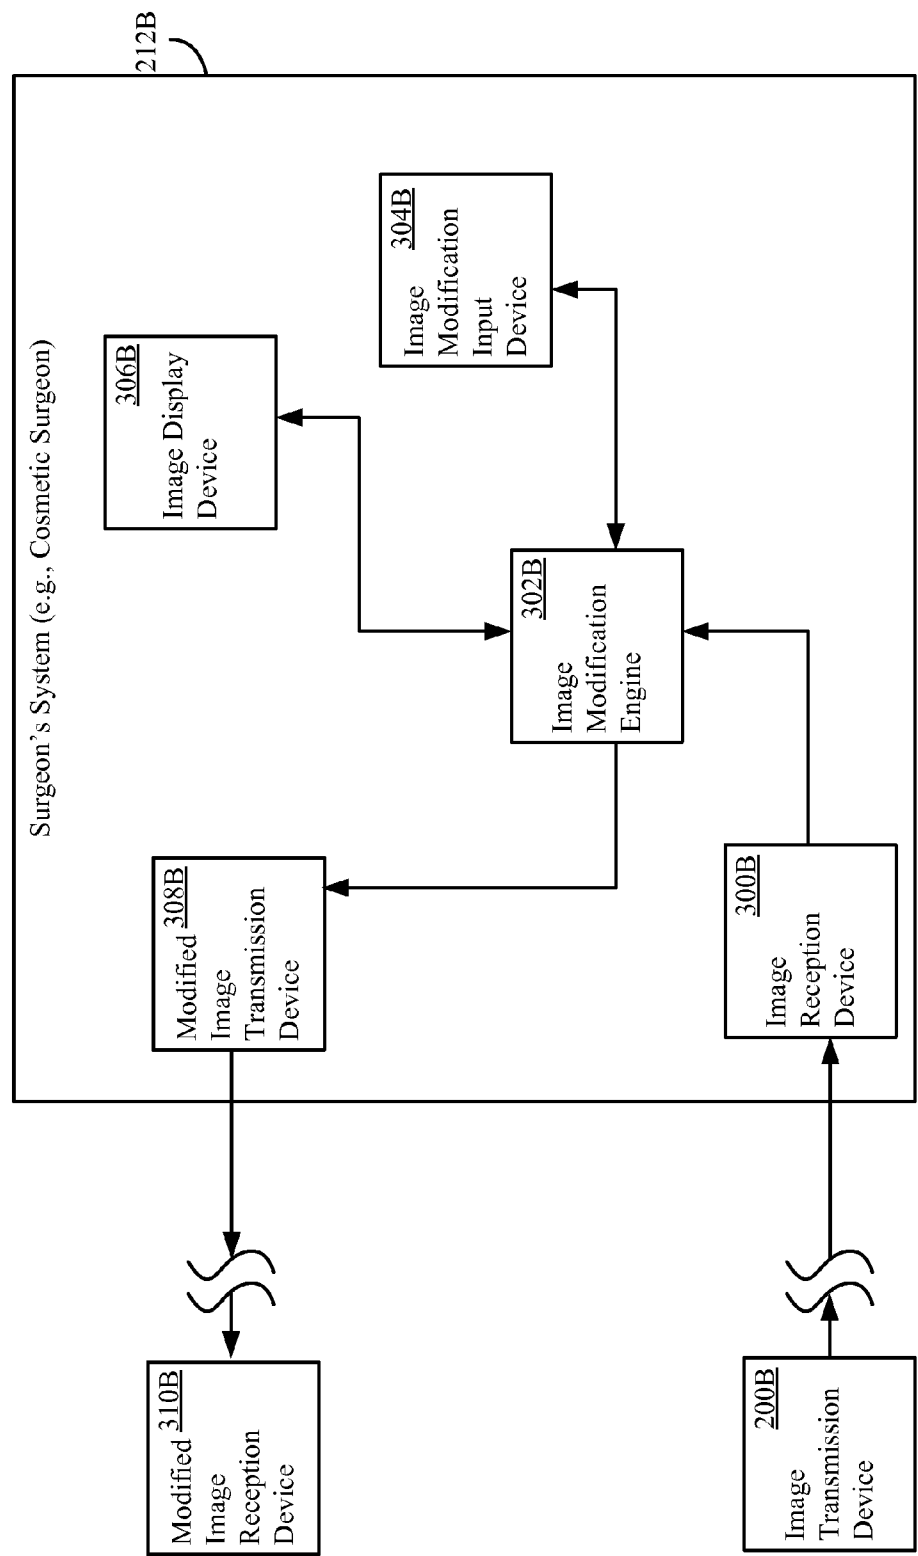 212B
Surgeon's System (e.g., Cosmetic Surgeon)
306B
Image Display
Device
304B
Image
Modification
Input
Device
302B
Image
Modification
Engine
308B
Modified
Image
Transmission
Device
300B
Image
Reception
Device
310B
Modified
Image
Reception
Device
200B
Image
Transmission
Device